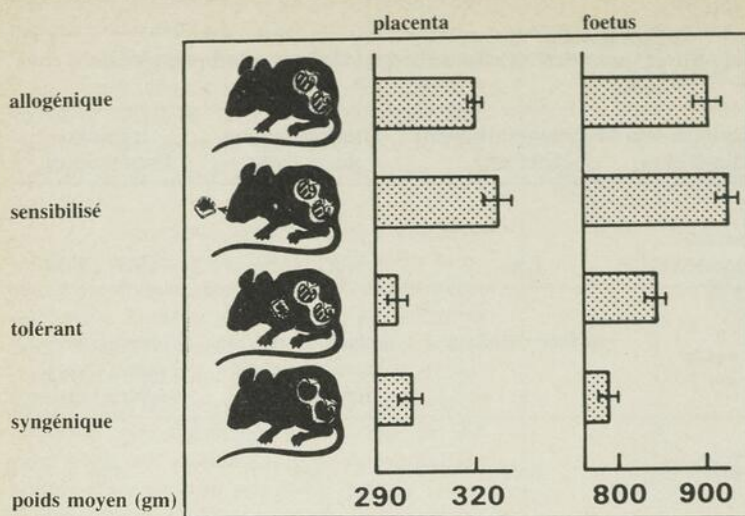 placenta foetus
allogénique
sensibilisé
tolérant
syngénique
poids moyen (gm) 290 320 800 900